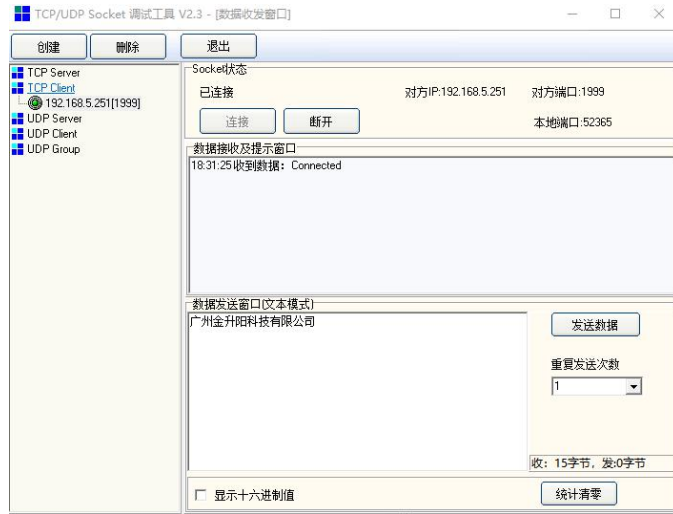 TCP/UDP Socket 调试工具 V2.3 - [数据收发窗口]
创建 删除 退出
TCP Server
TCP Client
192.168.5.251[1999]
UDP Server
UDP Client
UDP Group
Socket状态
已连接 对方IP:192.168.5.251 对方端口:1999
连接 断开 本地端口:52365
数据接收及提示窗口
18:31:25 收到数据：Connected
数据发送窗口(文本模式)
广州金升阳科技有限公司
发送数据
重复发送次数
1
收：15字节，发:0字节
显示十六进制值 统计清零